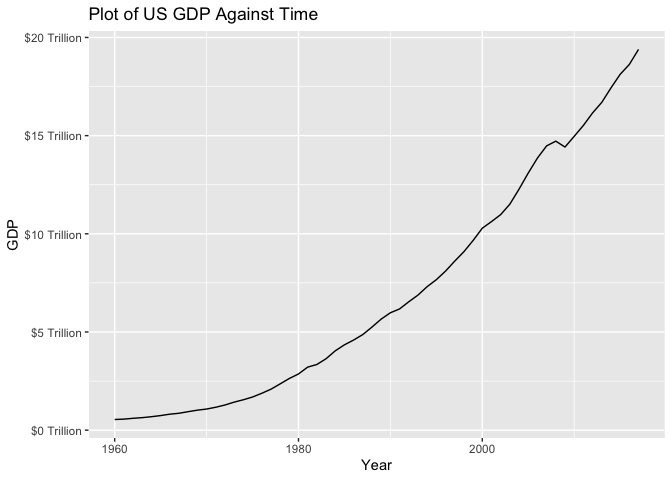 Plot of US GDP Against Time
$20 Trillion
$15 Trillion
$10 Trillion
$5 Trillion
$0 Trillion
GDP
1960
1980
2000
Year